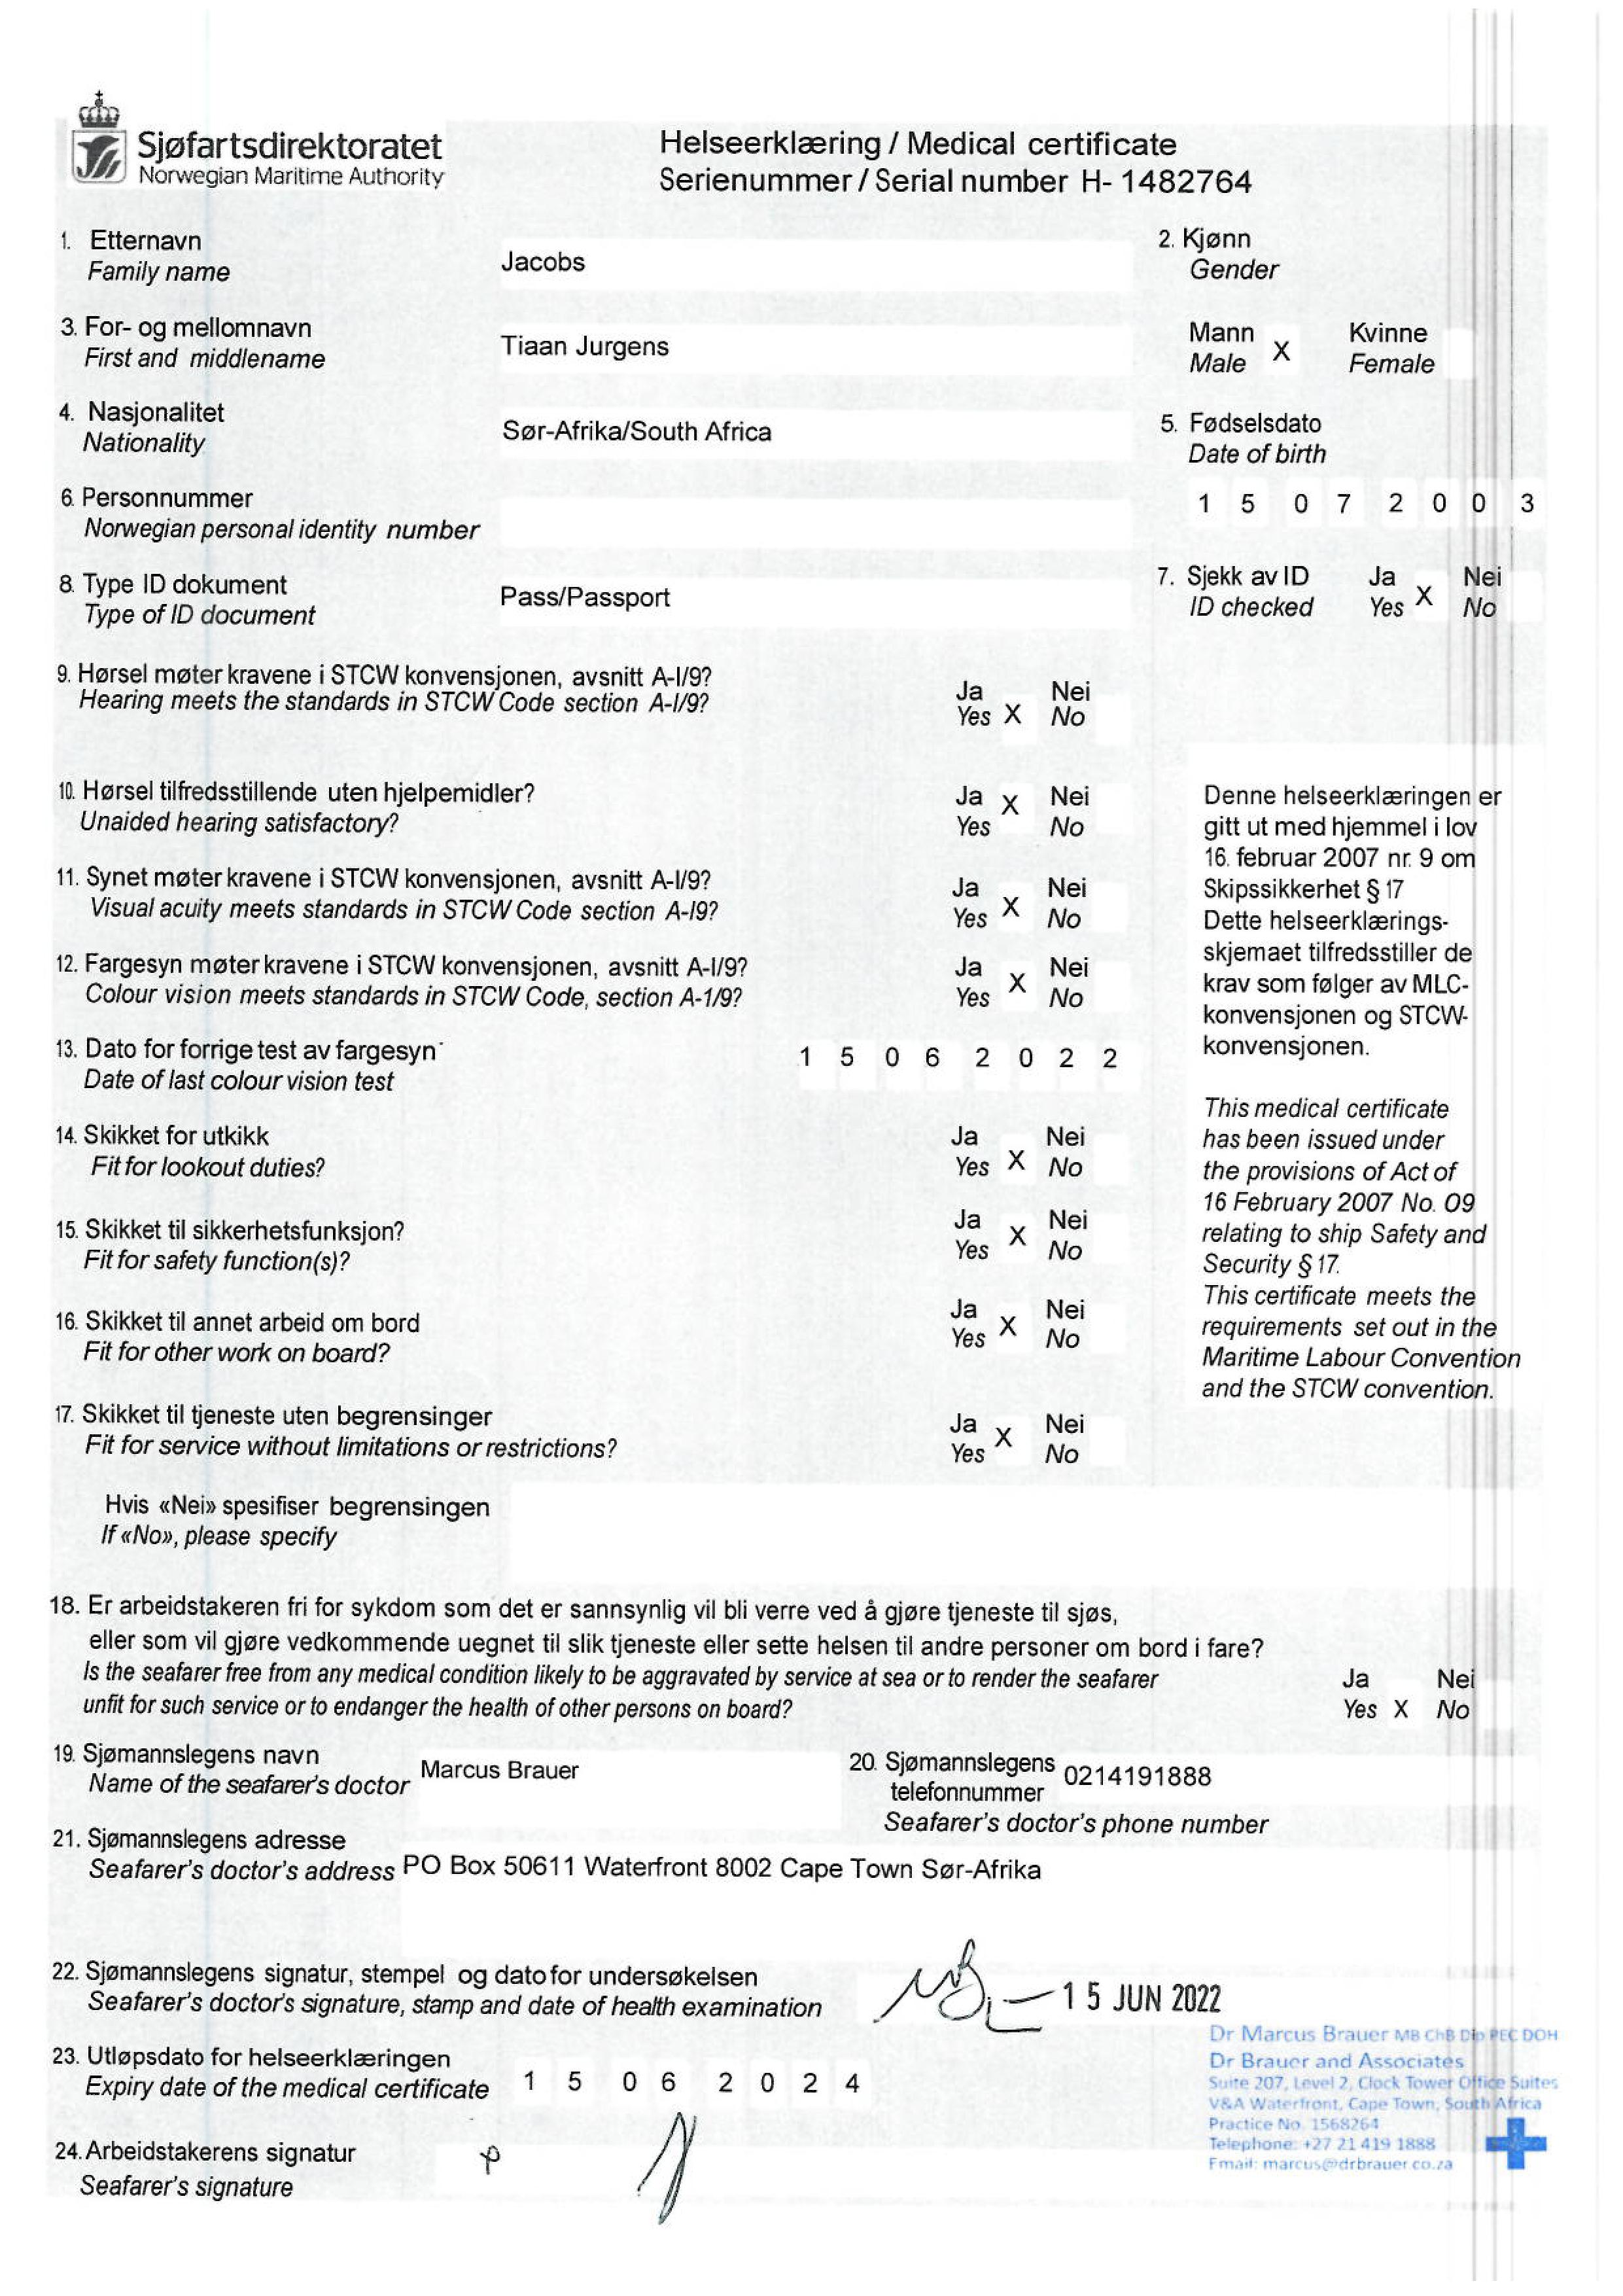 Sjøfartsdirektoratet
Norwegian Maritime Authority
Helseerklæring / Medical certificate
Serienummer / Serial number H- 1482764
1. Etternavn
Family name
Jacobs
2. Kjønn
Gender
3. For- og mellomnavn
First and middlename
Tiaan Jurgens
Mann X Kvinne
Male Female
4. Nasjonalitet
Nationality
Sør-Afrika/South Africa
5. Fødselsdato
Date of birth
1 5 0 7 2 0 0 3
6. Personnummer
Norwegian personal identity number
8. Type ID dokument
Type of ID document
Pass/Passport
7. Sjekk av ID Ja X Nei
ID checked Yes No
9. Hørsel møter kravene i STCW konvensjonen, avsnitt A-I/9?
Hearing meets the standards in STCW Code section A-I/9?
Ja Nei
Yes X No
10. Hørsel tilfredsstillende uten hjelpemidler?
Unaided hearing satisfactory?
Ja X Nei
Yes No
11. Synet møter kravene i STCW konvensjonen, avsnitt A-I/9?
Visual acuity meets standards in STCW Code section A-I9?
Ja X Nei
Yes No
12. Fargesyn møter kravene i STCW konvensjonen, avsnitt A-I/9?
Colour vision meets standards in STCW Code, section A-1/9?
Ja X Nei
Yes No
13. Dato for forrige test av fargesyn
Date of last colour vision test
1 5 0 6 2 0 2 2
14. Skikket for utkikk
Fit for lookout duties?
Ja X Nei
Yes No
15. Skikket til sikkerhetsfunksjon?
Fit for safety function(s)?
Ja X Nei
Yes No
16. Skikket til annet arbeid om bord
Fit for other work on board?
Ja X Nei
Yes No
17. Skikket til tjeneste uten begrensinger
Fit for service without limitations or restrictions?
Ja X Nei
Yes No
Hvis «Nei» spesifiser begrensingen
If «No», please specify
Denne helseerklæringen er
gitt ut med hjemmel i lov
16. februar 2007 nr. 9 om
Skipssikkerhet § 17
Dette helseerklærings-
skjemaet tilfredsstiller de
krav som følger av MLC-
konvensjonen og STCW-
konvensjonen.
This medical certificate
has been issued under
the provisions of Act of
16 February 2007 No. 09
relating to ship Safety and
Security § 17.
This certificate meets the
requirements set out in the
Maritime Labour Convention
and the STCW convention.
18. Er arbeidstakeren fri for sykdom som det er sannsynlig vil bli verre ved å gjøre tjeneste til sjøs,
eller som vil gjøre vedkommende uegnet til slik tjeneste eller sette helsen til andre personer om bord i fare?
Is the seafarer free from any medical condition likely to be aggravated by service at sea or to render the seafarer
unfit for such service or to endanger the health of other persons on board?
Ja Nei
Yes X No
19. Sjømannslegens navn
Name of the seafarer's doctor
Marcus Brauer
20. Sjømannslegens
telefonnummer
0214191888
Seafarer's doctor's phone number
21. Sjømannslegens adresse
Seafarer's doctor's address PO Box 50611 Waterfront 8002 Cape Town Sør-Afrika
22. Sjømannslegens signatur, stempel og dato for undersøkelsen
Seafarer's doctor's signature, stamp and date of health examination
15 JUN 2022
Dr Marcus Brauer MB ChB Dip PEC DOH
Dr Brauer and Associates
Suite 207, Level 2, Clock Tower Office Suites
V&A Waterfront, Cape Town, South Africa
Practice No. 1568264
Telephone: +27 21 419 1888
Email: marcus@drbrauer.co.za
23. Utløpsdato for helseerklæringen
Expiry date of the medical certificate
1 5 0 6 2 0 2 4
24. Arbeidstakerens signatur
Seafarer's signature